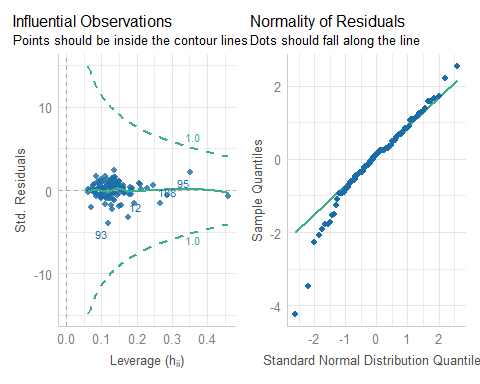 Influential Observations
Points should be inside the contour lines
Std. Residuals
10
0
-10
1.0
1.0
95
12
93
0.0 0.1 0.2 0.3 0.4
Leverage (hii)
Normality of Residuals
Dots should fall along the line
Sample Quantiles
2
0
-2
-4
-2 -1 0 1 2
Standard Normal Distribution Quantile